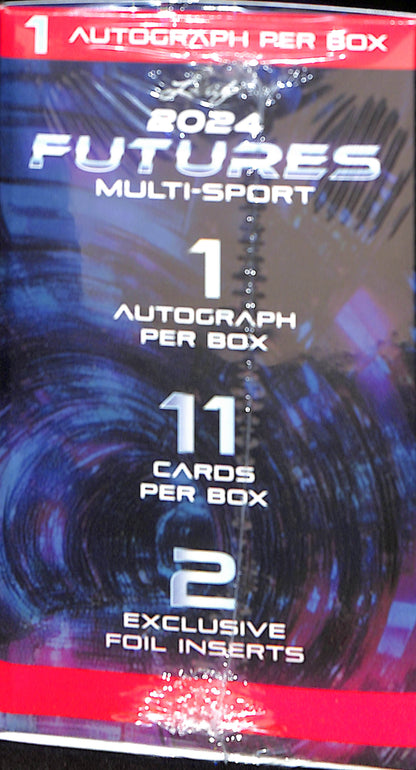 1 AUTOGRAPH PER BOX
Leaf
2024
FUTURES
MULTI-SPORT
1
AUTOGRAPH
PER BOX
11
CARDS
PER BOX
2
EXCLUSIVE
FOIL INSERTS